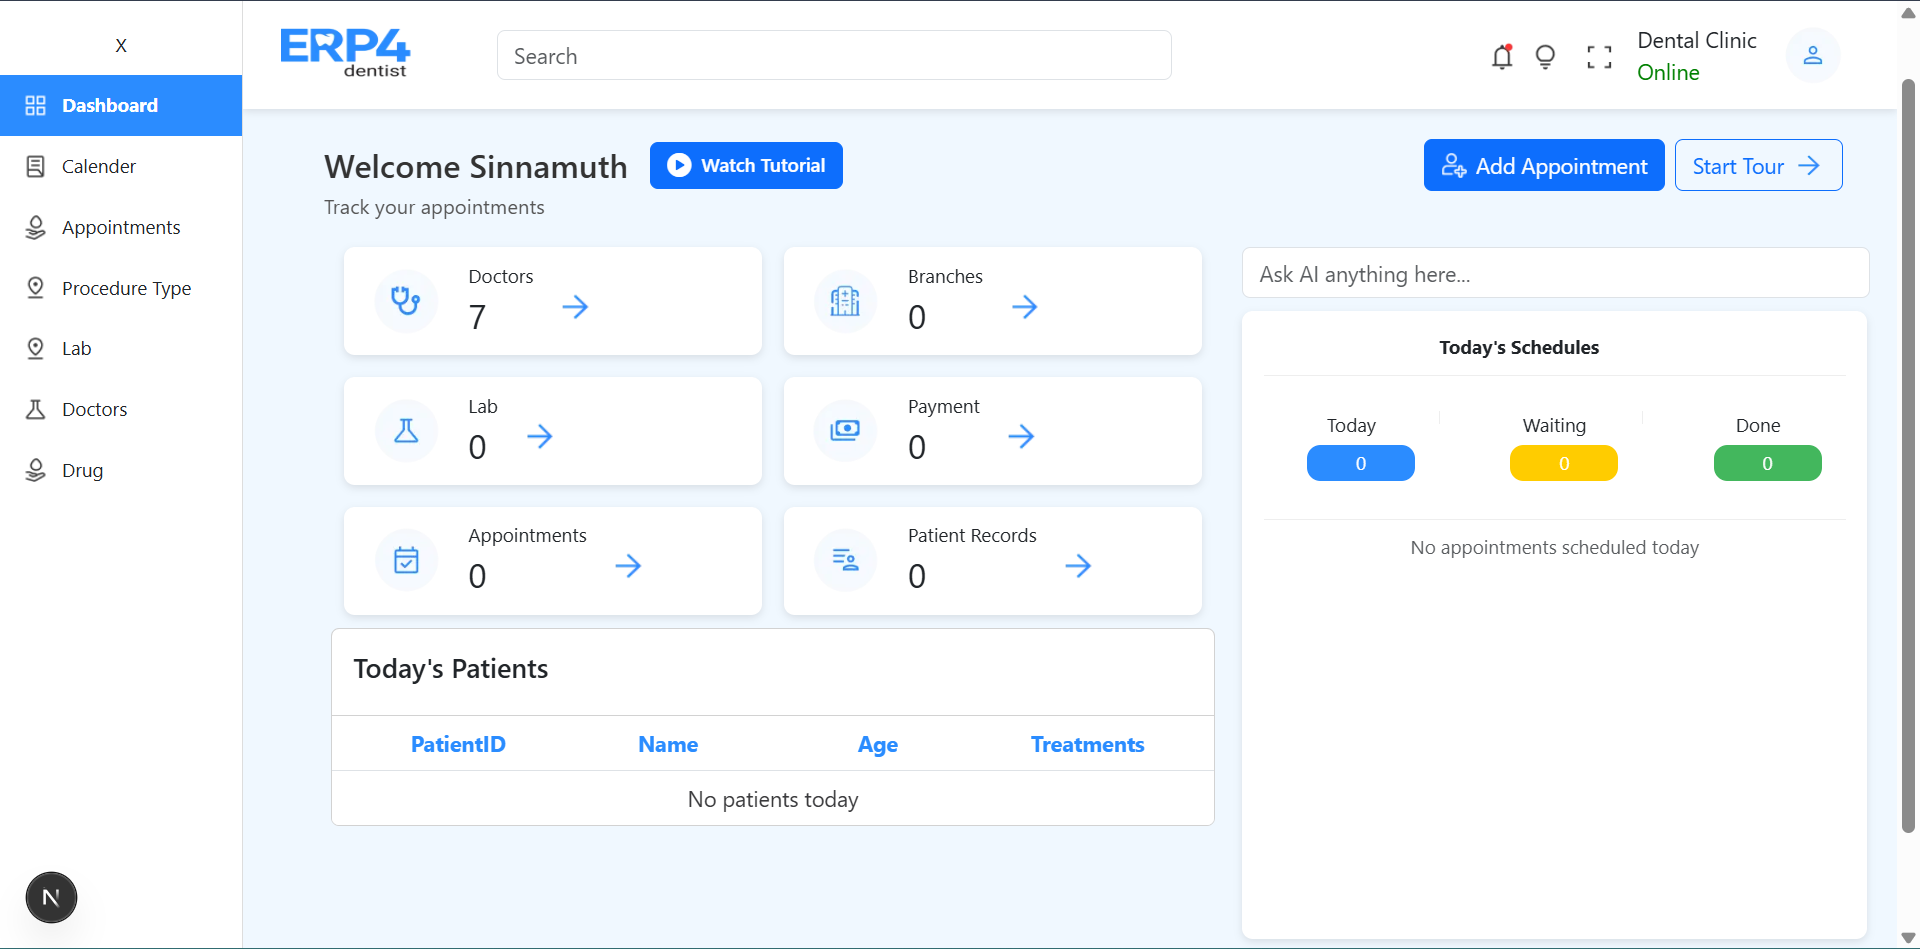 X
Dashboard
Calender
Appointments
Procedure Type
Lab
Doctors
Drug
N
ERP4
dentist
Search
Dental Clinic
Online
Welcome Sinnamuth
Watch Tutorial
Track your appointments
Add Appointment
Start Tour
Doctors
7
Branches
0
Lab
0
Payment
0
Appointments
0
Patient Records
0
Today's Patients
PatientID Name Age Treatments
No patients today
Ask AI anything here...
Today's Schedules
Today Waiting Done
0 0 0
No appointments scheduled today